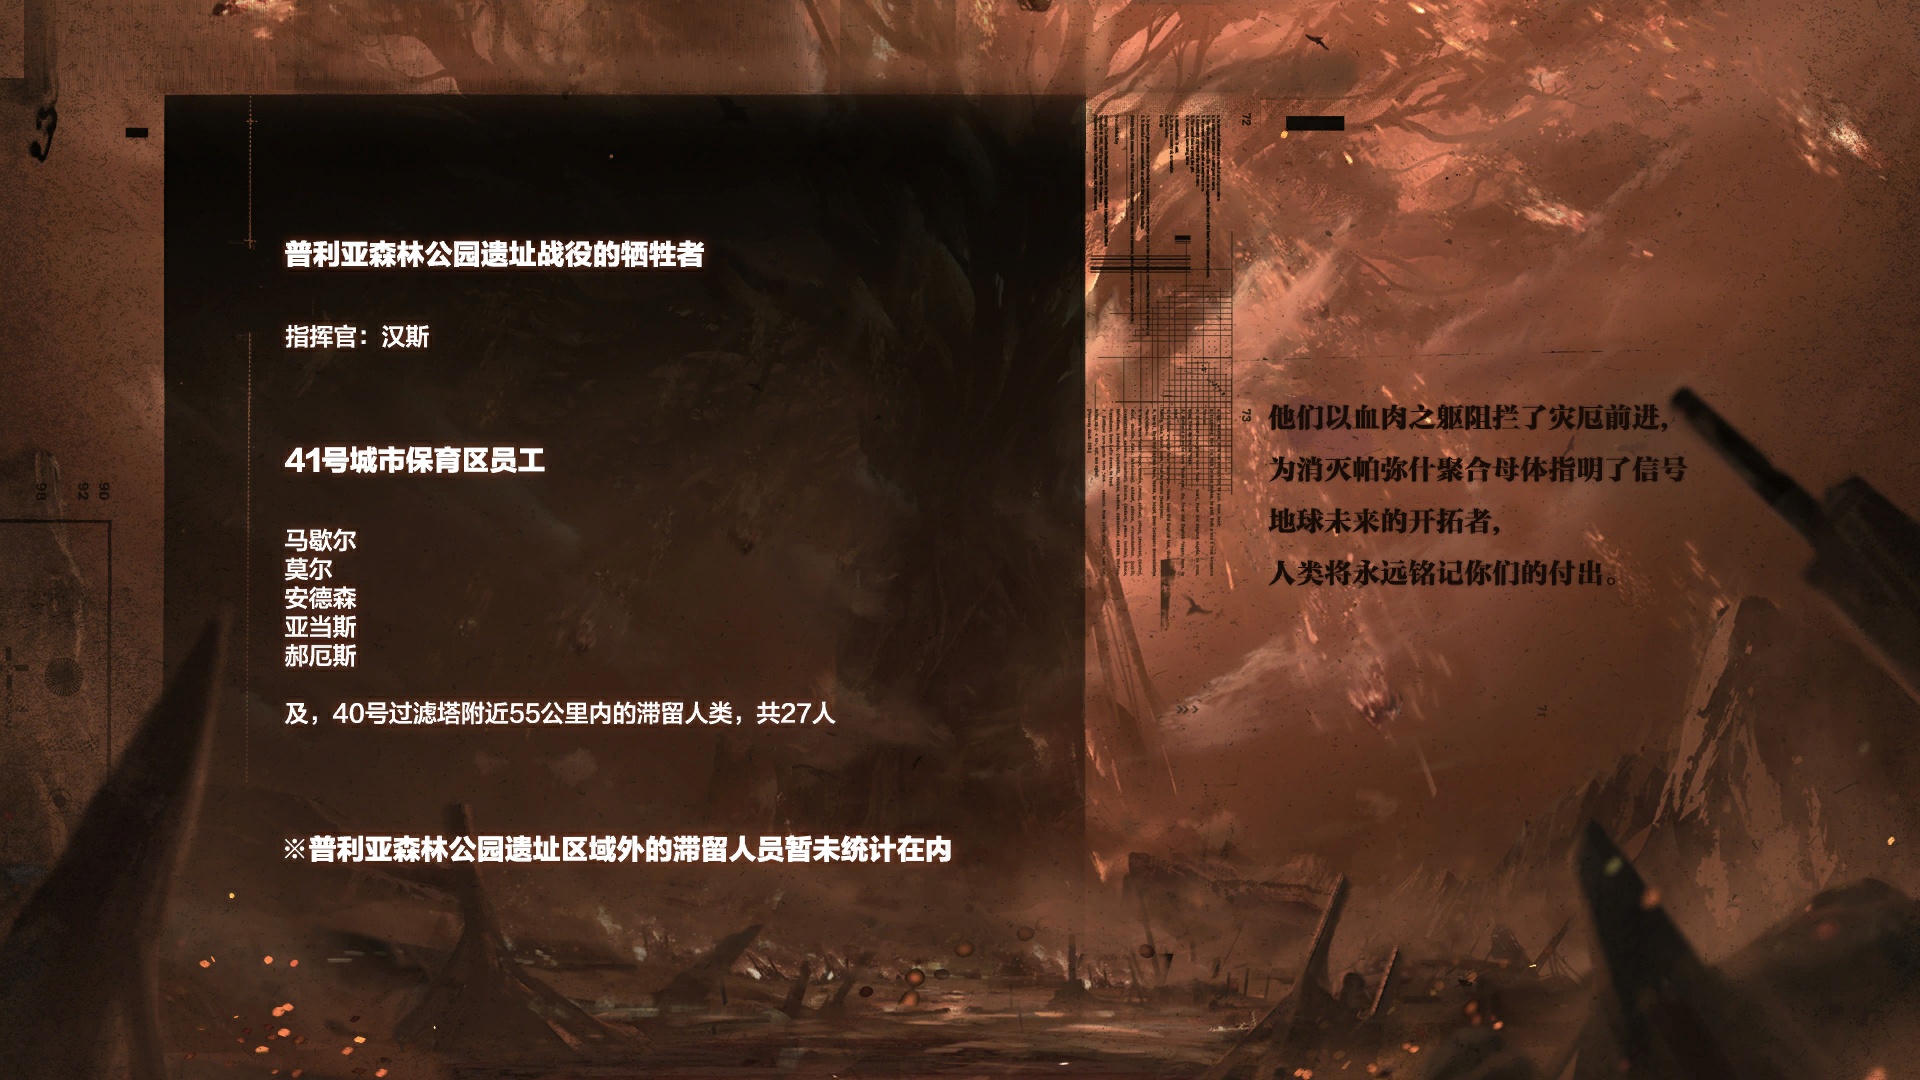 普利亚森林公园遗址战役的牺牲者
指挥官：汉斯
41号城市保育区员工
马歇尔
莫尔
安德森
亚当斯
郝厄斯
及，40号过滤塔附近55公里内的滞留人类，共27人
※普利亚森林公园遗址区域外的滞留人员暂未统计在内
他们以血肉之躯阻拦了灾厄前进，
为消灭帕弥什聚合母体指明了信号
地球未来的开拓者，
人类将永远铭记你们的付出。
72
73
71
98
92
90